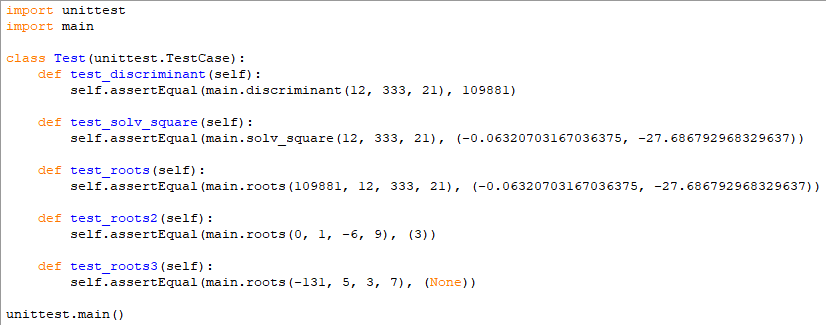 import unittest
import main
class Test(unittest.TestCase):
    def test_discriminant(self):
        self.assertEqual(main.discriminant(12, 333, 21), 109881)
    def test_solv_square(self):
        self.assertEqual(main.solv_square(12, 333, 21), (-0.06320703167036375, -27.686792968329637))
    def test_roots(self):
        self.assertEqual(main.roots(109881, 12, 333, 21), (-0.06320703167036375, -27.686792968329637))
    def test_roots2(self):
        self.assertEqual(main.roots(0, 1, -6, 9), (3))
    def test_roots3(self):
        self.assertEqual(main.roots(-131, 5, 3, 7), (None))
unittest.main()